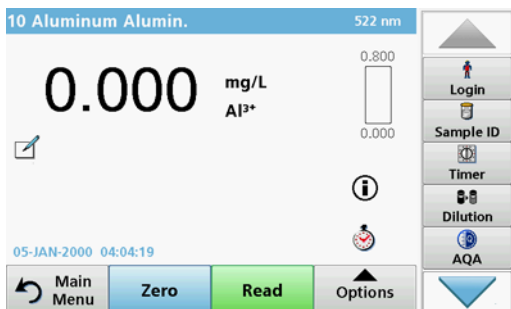 10 Aluminum Alumin. 522 nm
0.000 mg/L
Al³⁺
0.800
0.000
05-JAN-2000 04:04:19
Main
Menu
Zero
Read
Options
Login
Sample ID
Timer
Dilution
AQA